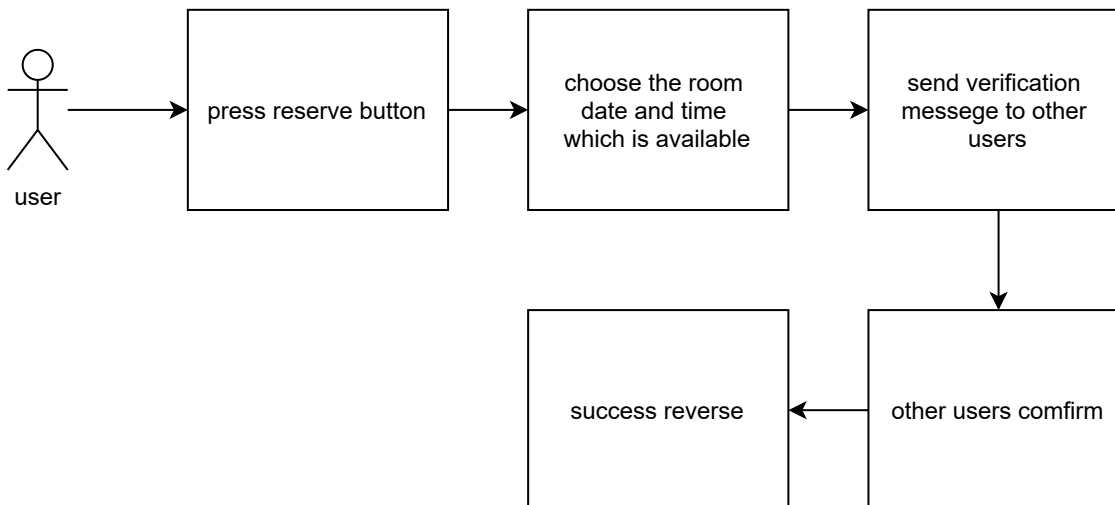 user
press reserve button
choose the room
date and time
which is available
send verification
messege to other
users
other users comfirm
success reverse